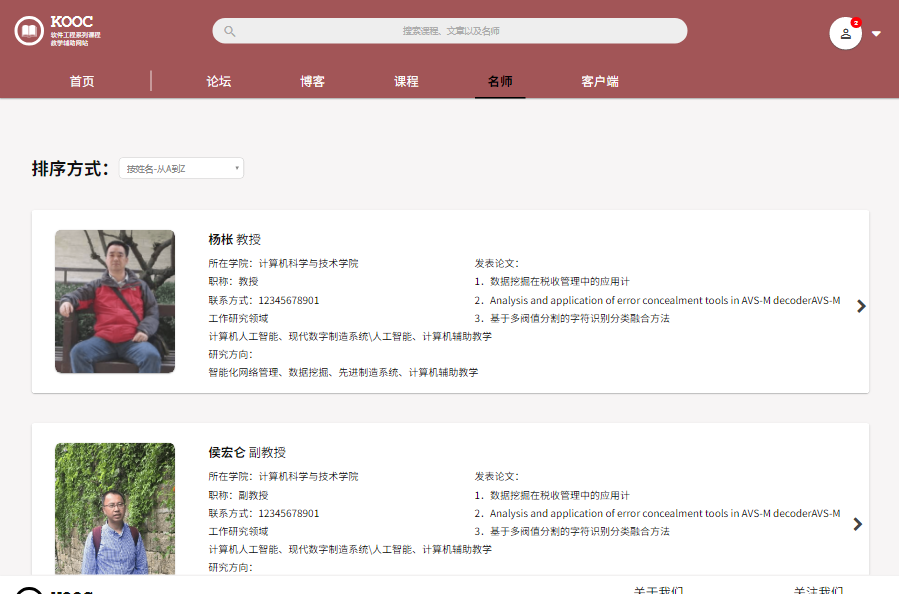 KOOC
软件工程系列课程
教学辅助网站
搜索课程、文章以及名师
2
首页
论坛
博客
课程
名师
客户端
排序方式：
按姓名-从A到Z
杨枨 教授
所在学院：计算机科学与技术学院
职称：教授
联系方式：12345678901
工作研究领域
计算机人工智能、现代数字制造系统\人工智能、计算机辅助教学
研究方向：
智能化网络管理、数据挖掘、先进制造系统、计算机辅助教学
发表论文：
1．数据挖掘在税收管理中的应用计
2．Analysis and application of error concealment tools in AVS-M decoderAVS-M
3．基于多阀值分割的字符识别分类融合方法
侯宏仑 副教授
所在学院：计算机科学与技术学院
职称：副教授
联系方式：12345678901
工作研究领域
计算机人工智能、现代数字制造系统\人工智能、计算机辅助教学
研究方向：
发表论文：
1．数据挖掘在税收管理中的应用计
2．Analysis and application of error concealment tools in AVS-M decoderAVS-M
3．基于多阀值分割的字符识别分类融合方法
KOOC
关于我们
关注我们